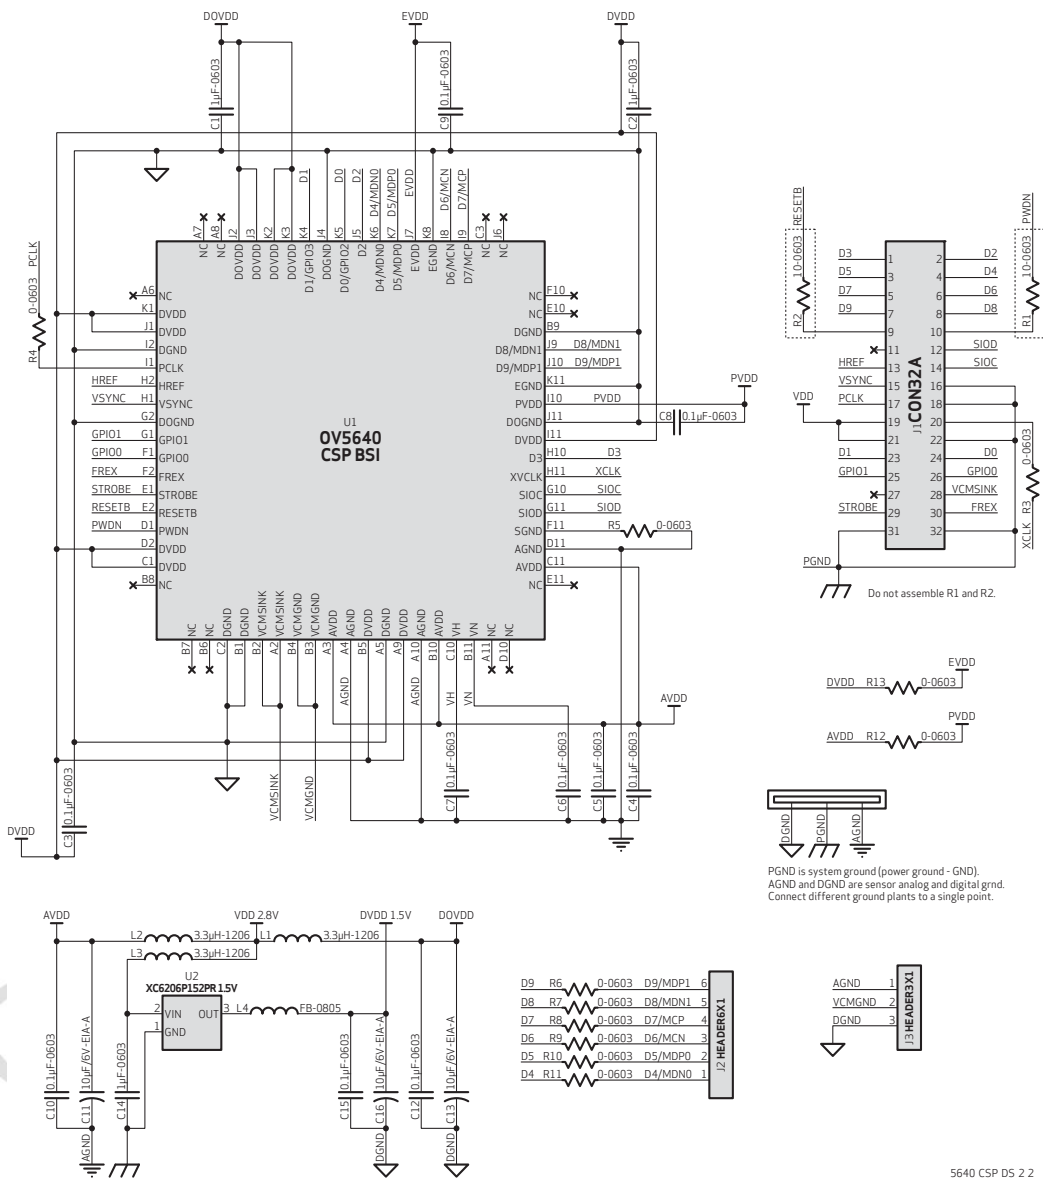 DOVDD
EVDD
DVDD
C1 1µF-0603
C9 0.1µF-0603
C2 1µF-0603
D1
D0
D2
D4/MDN0
D5/MDP0
EVDD
D6/MCN
D7/MCP
A7 NC
A8 NC
J2 DOVDD
J3 DOVDD
K2 DOVDD
K3 DOVDD
K4 D1/GPIO3
J4 DOGND
K5 D0/GPIO2
J5 D2
K6 D4/MDN0
K7 D5/MDP0
J7 EVDD
K8 EGND
I8 D6/MCN
I9 D7/MCP
C3 NC
J6 NC
R4 0-0603 PCLK
A6 NC
K1 DVDD
J1 DVDD
I2 DGND
I1 PCLK
HREF H2 HREF
VSYNC H1 VSYNC
G2 DOGND
GPIO1 G1 GPIO1
GPIO0 F1 GPIO0
FREX F2 FREX
STROBE E1 STROBE
RESETB E2 RESETB
PWDN D1 PWDN
D2 DVDD
C1 DVDD
B8 NC
U1
OV5640
CSP BSI
NC F10
NC E10
DGND B9
D8/MDN1 J9 D8/MDN1
D9/MDP1 J10 D9/MDP1
EGND K11
PVDD I10 PVDD
DOGND J11
DVDD I11
D3 H10 D3
XVCLK H11 XCLK
SIOC G10 SIOC
SIOD G11 SIOD
SGND F11 R5 0-0603
AGND D11
AVDD C11
NC E11
PVDD
C8 0.1µF-0603
B7 NC
B6 NC
C2 DGND
B1 DGND
B2 VCMSINK
A2 VCMSINK
B4 VCMGND
B3 VCMGND
A3 AVDD
A4 AGND
B5 DVDD
A5 DGND
A9 DVDD
A10 AGND
B10 AVDD
C10 VH
B11 VN
A11 NC
D10 NC
AGND
AGND
VH
VN
AVDD
VCMSINK
VCMGND
C7 0.1µF-0603
C6 0.1µF-0603
C5 0.1µF-0603
C4 0.1µF-0603
C3 0.1µF-0603
DVDD
RESETB
R2 10-0603
PWDN
R1 10-0603
J1 CON32A
D3 1 2 D2
D5 3 4 D4
D7 5 6 D6
D9 7 8 D8
9 10
11 12 SIOD
HREF 13 14 SIOC
VSYNC 15 16
PCLK 17 18
VDD
19 20
21 22
D1 23 24 D0
GPIO1 25 26 GPIO0
27 28 VCMSINK
STROBE 29 30 FREX
31 32
XCLK R3 0-0603
PGND
Do not assemble R1 and R2.
EVDD
DVDD R13 0-0603
PVDD
AVDD R12 0-0603
DGND
PGND
AGND
PGND is system ground (power ground - GND).
AGND and DGND are sensor analog and digital grnd.
Connect different ground plants to a single point.
AVDD
VDD 2.8V
DVDD 1.5V
DOVDD
L2 3.3µH-1206 L1 3.3µH-1206
L3 3.3µH-1206
U2
XC6206P152PR 1.5V
2 VIN OUT 3 L4 FB-0805
1 GND
C10 0.1µF-0603
C11 10µF/6V-EIA-A
C14 1µF-0603
C15 0.1µF-0603
C16 10µF/6V-EIA-A
C12 0.1µF-0603
C13 10µF/6V-EIA-A
AGND
DGND
DGND
D9 R6 0-0603 D9/MDP1 6
D8 R7 0-0603 D8/MDN1 5
D7 R8 0-0603 D7/MCP 4
D6 R9 0-0603 D6/MCN 3
D5 R10 0-0603 D5/MDP0 2
D4 R11 0-0603 D4/MDN0 1
J2 HEADER6X1
AGND 1
VCMGND 2
DGND 3
J3 HEADER3X1
5640 CSP DS 2 2